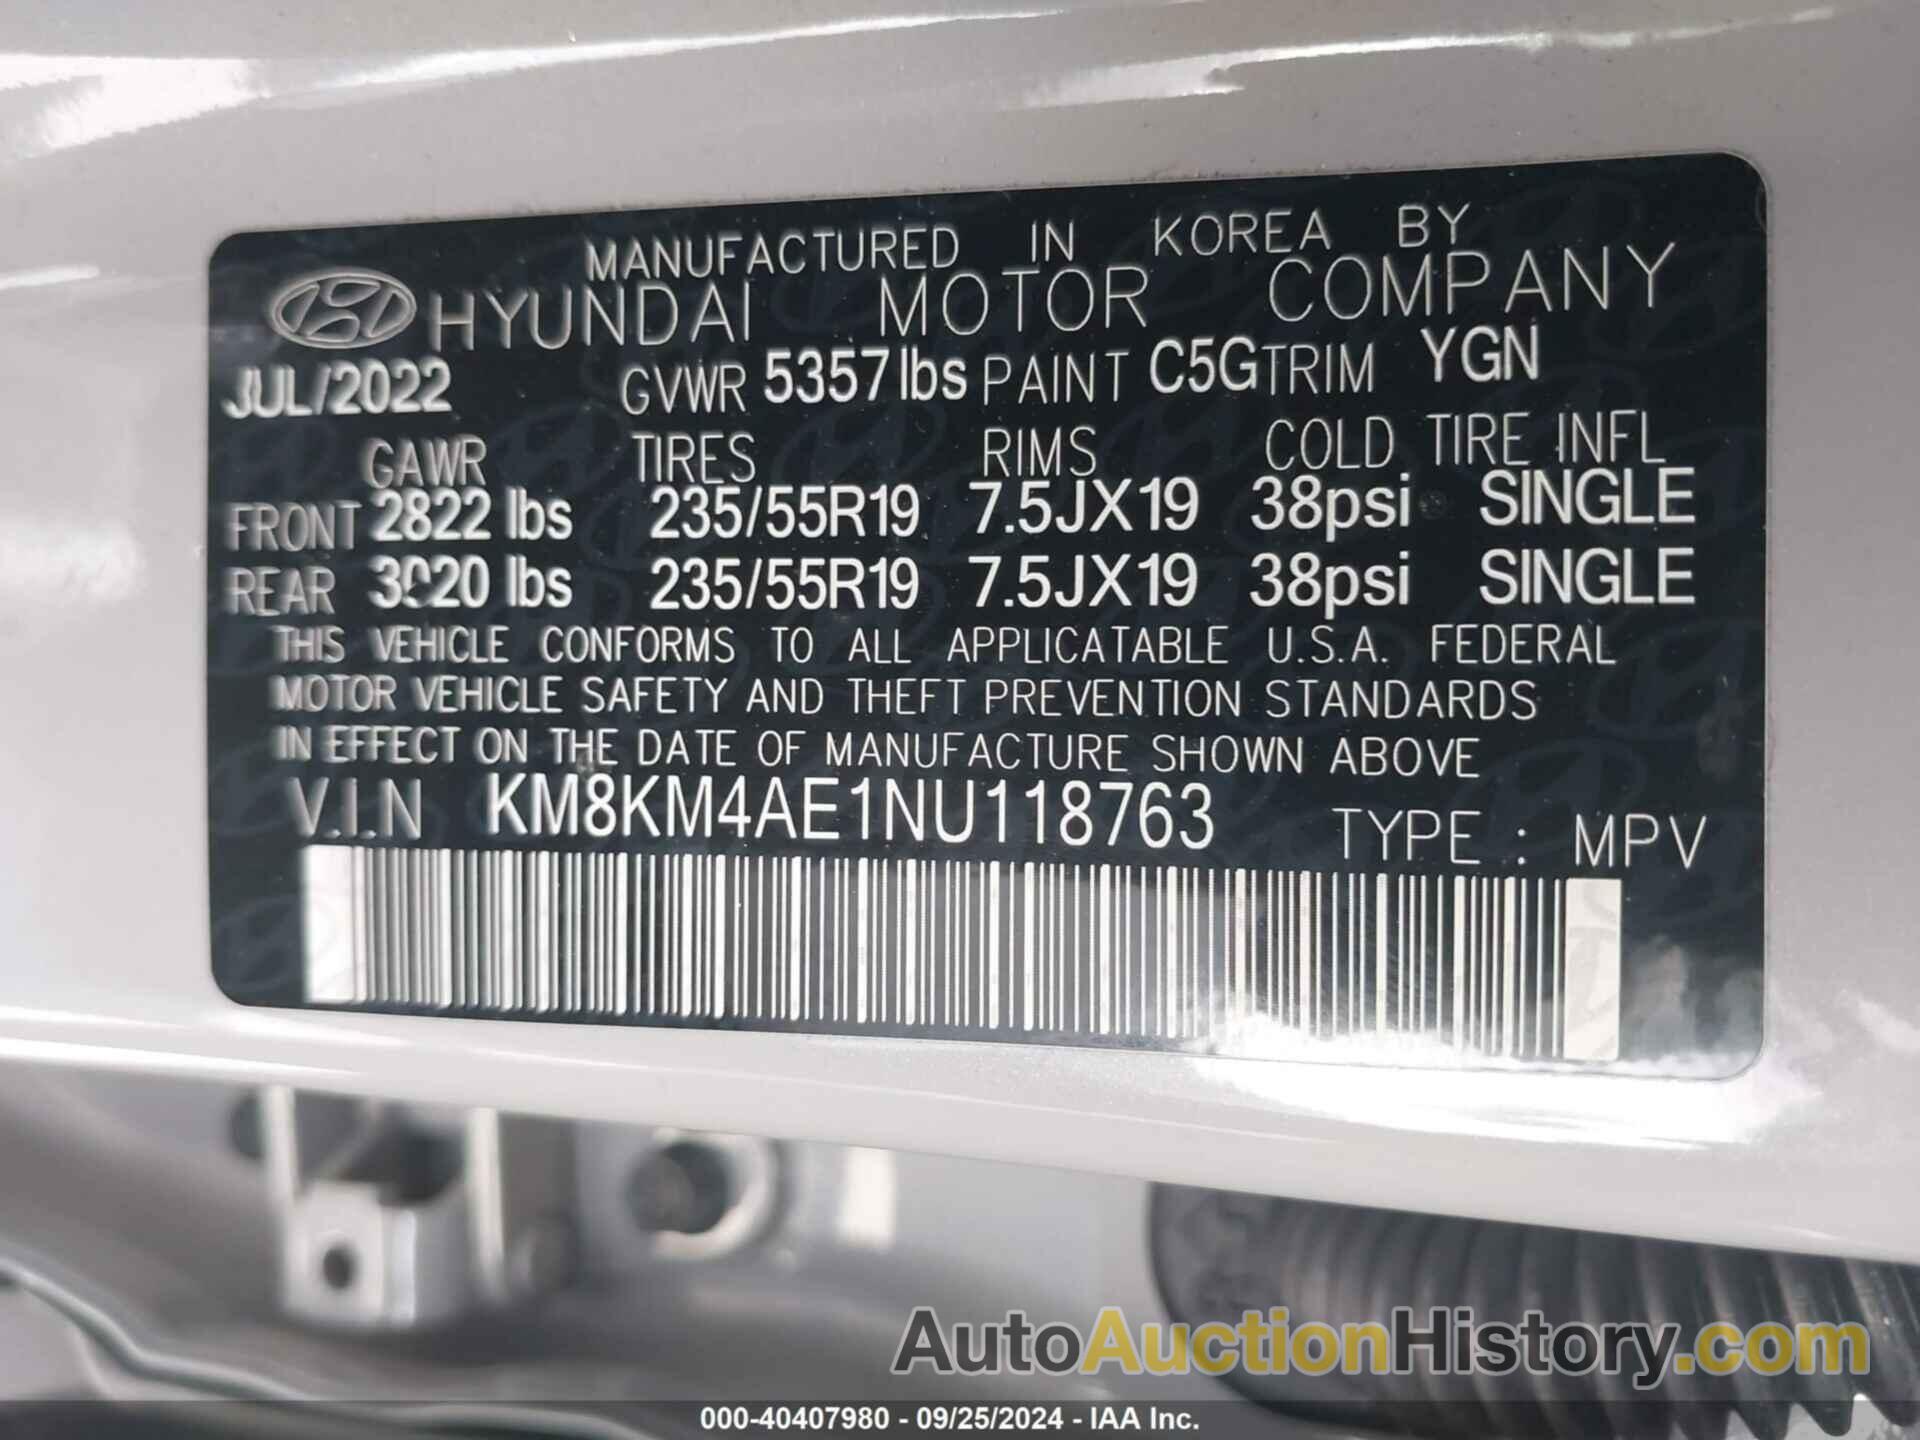 MANUFACTURED IN KOREA BY
HYUNDAI MOTOR COMPANY
JUL/2022 GVWR 5357 lbs PAINT C5G TRIM YGN
GAWR TIRES RIMS COLD TIRE INFL
FRONT 2822 lbs 235/55R19 7.5JX19 38psi SINGLE
REAR 3020 lbs 235/55R19 7.5JX19 38psi SINGLE
THIS VEHICLE CONFORMS TO ALL APPLICATABLE U.S.A. FEDERAL
MOTOR VEHICLE SAFETY AND THEFT PREVENTION STANDARDS
IN EFFECT ON THE DATE OF MANUFACTURE SHOWN ABOVE
V.I.N KM8KM4AE1NU118763 TYPE : MPV
AutoAuctionHistory.com
000-40407980 - 09/25/2024 - IAA Inc.